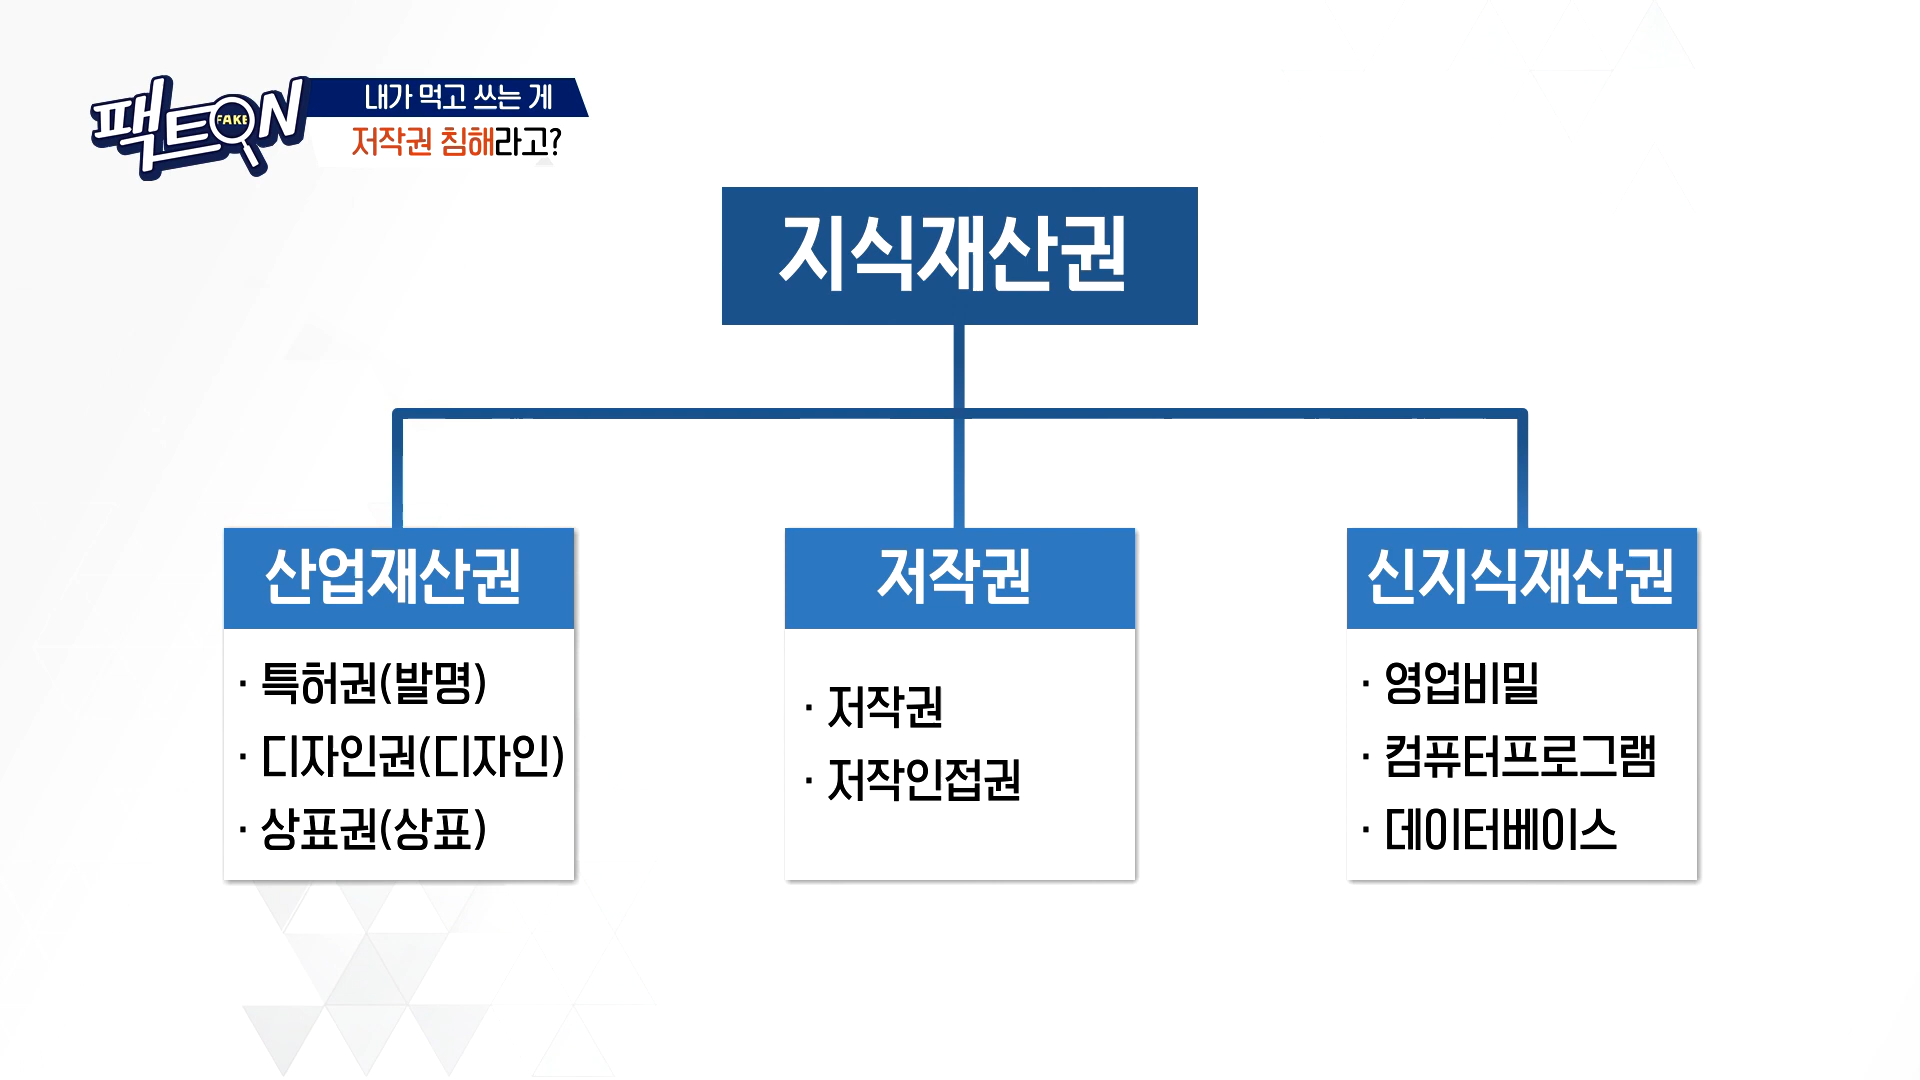 팩트ON
FAKE
내가 먹고 쓰는 게
저작권 침해라고?
지식재산권
산업재산권
· 특허권(발명)
· 디자인권(디자인)
· 상표권(상표)
저작권
· 저작권
· 저작인접권
신지식재산권
· 영업비밀
· 컴퓨터프로그램
· 데이터베이스